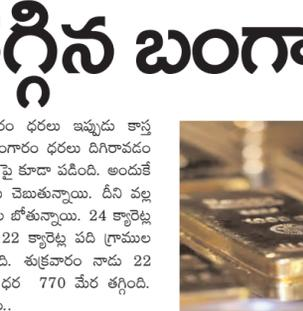 గ్గిన బంగా
రం ధరలు ఇప్పుడు కాస్త
ంగారం ధరలు దిగిరావడం
పై కూడా పడింది. అందుకే
చెబుతున్నాయి. దీని వల్ల
బోతున్నాయి. 24 క్యారెట్ల
22 క్యారెట్ల పది గ్రాముల
ది. శుక్రవారం నాడు 22
ధర 770 మేర తగ్గింది.